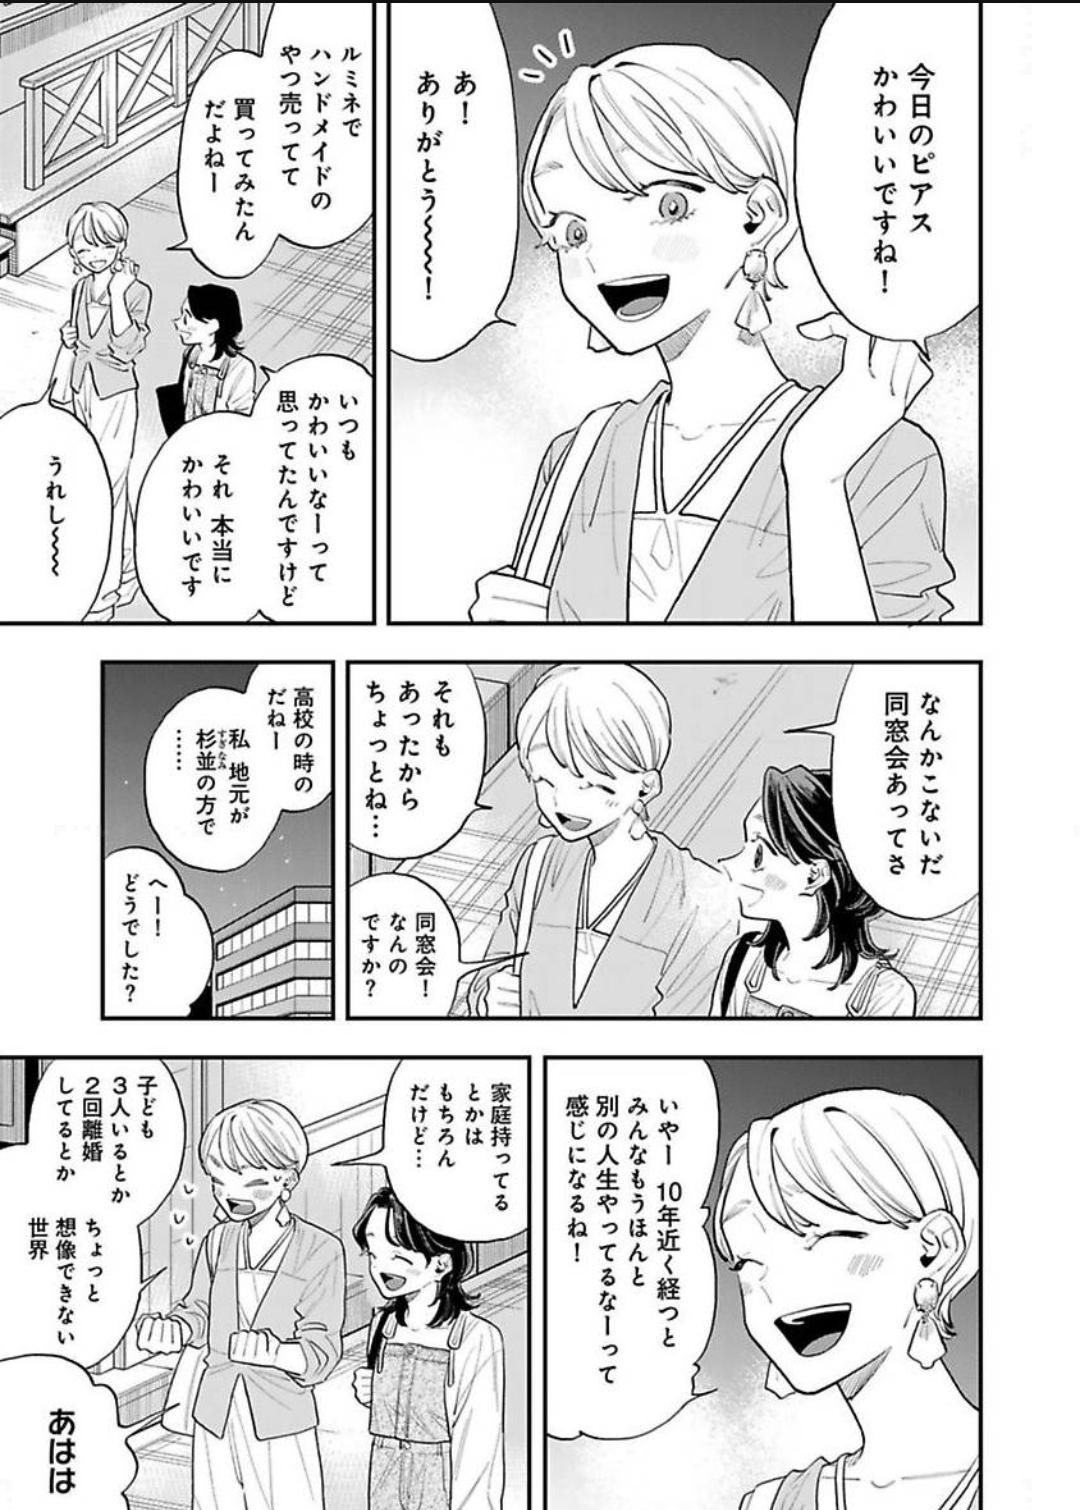 今日のピアス
かわいいですね！
あ！
ありがとう〜〜〜！
ルミネで
ハンドメイドの
やつ売ってて
買ってみたん
だよねー
いつも
かわいいなーって
思ってたんですけど
それ 本当に
かわいいです
うれし〜〜〜
なんかこないだ
同窓会あってさ
それも
あったから
ちょっとね…
同窓会！
なんの
ですか？
高校の時の
だねー
私 地元が
杉並の方で
すぎなみ
……
へー！
どうでした？
いやー 10年近く経つと
みんなもうほんと
別の人生やってるなーって
感じになるね！
家庭持ってる
とかは
もちろん
だけど…
子ども
3人いるとか
2回離婚
してるとか
ちょっと
想像できない
世界
あはは